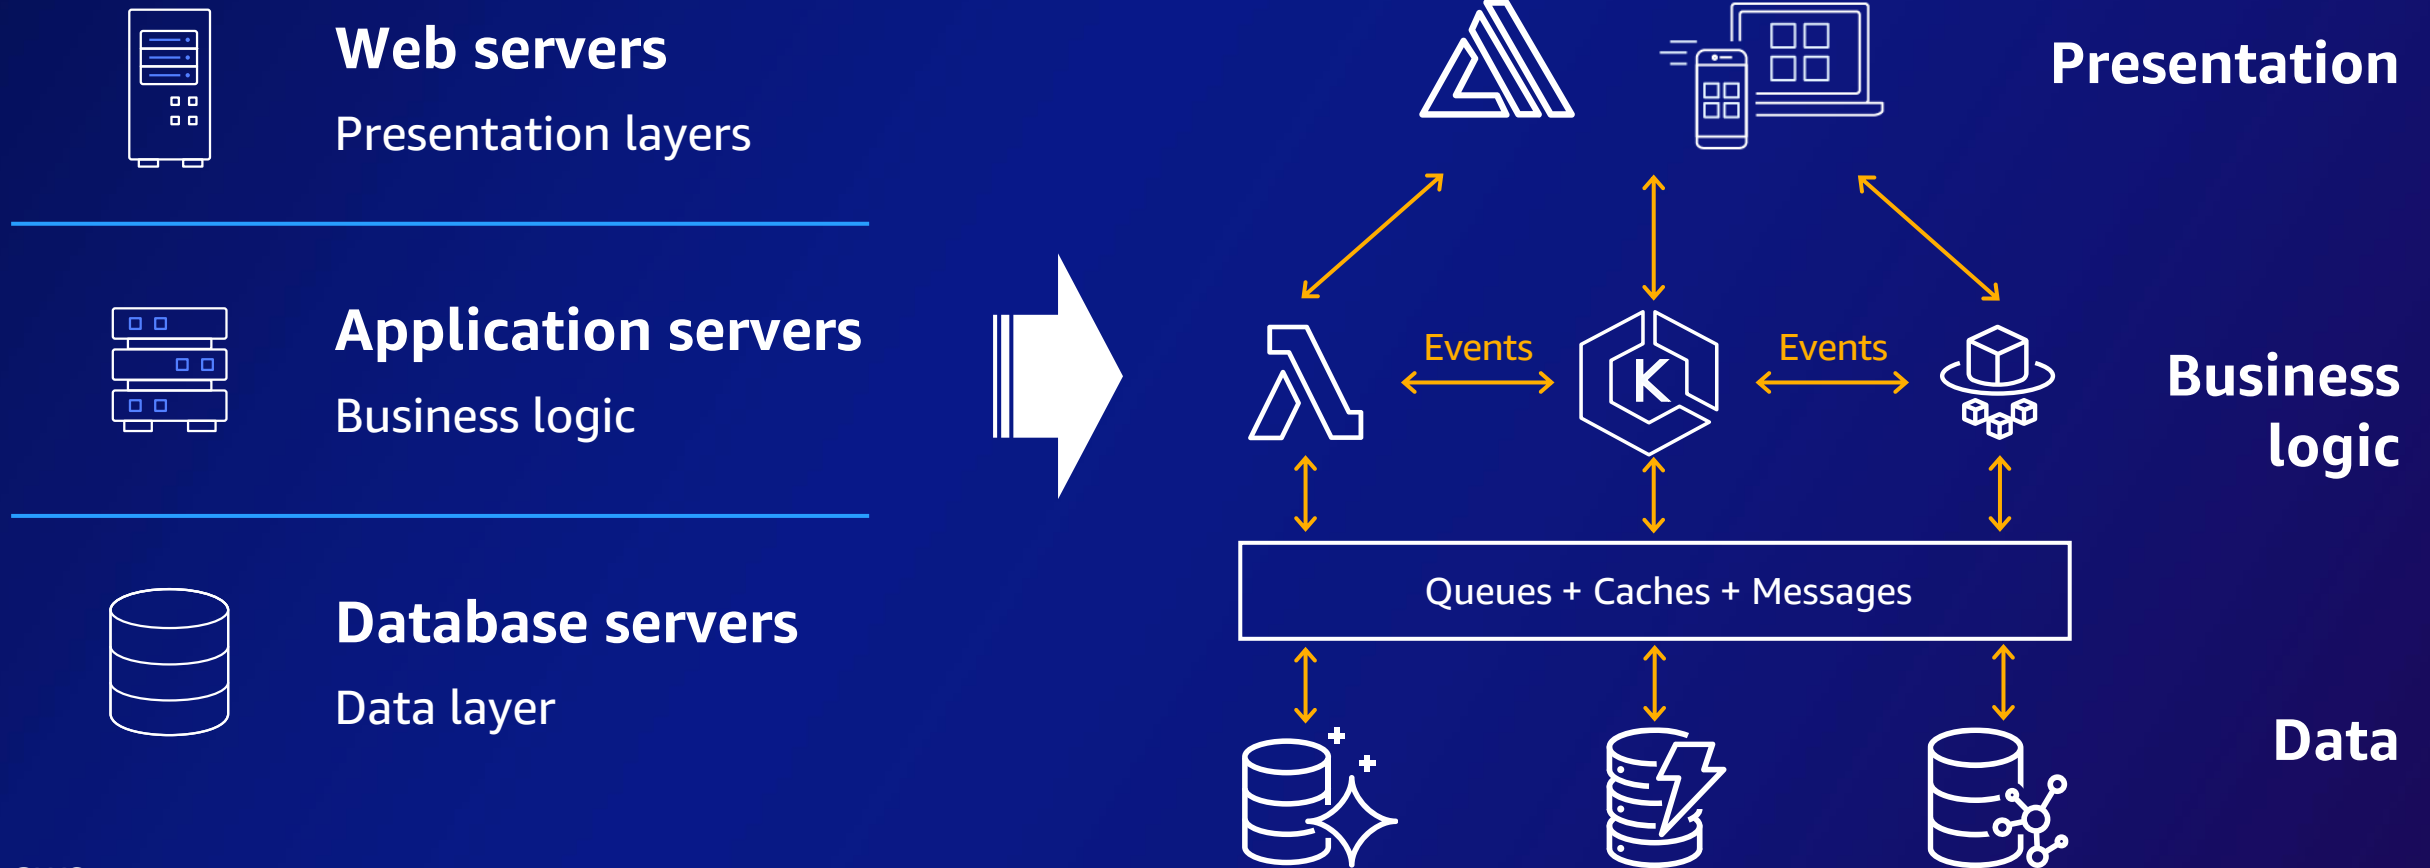 Web servers
Presentation layers
Application servers
Business logic
Database servers
Data layer
Presentation
Events
Events
K
Business
logic
Queues + Caches + Messages
Data